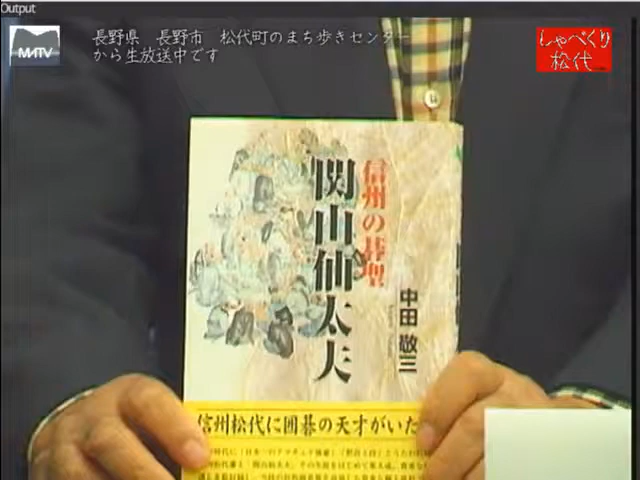 Output
MATV
長野県　長野市　松代町のまち歩きセンター
から生放送中です
しゃべくり
松代
信州の碁聖
関山仙太夫
中田敬三
信州松代に囲碁の天才がいた